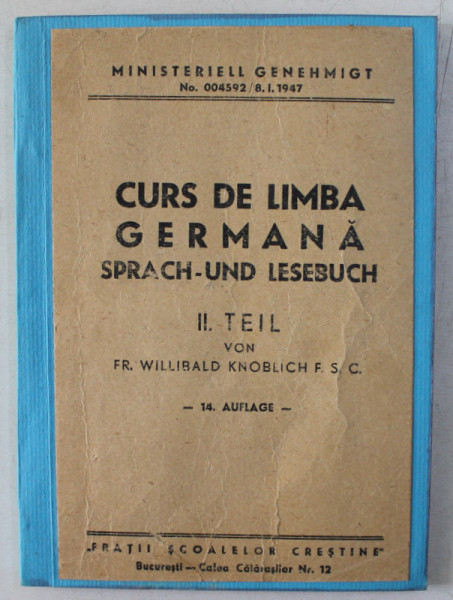 MINISTERIELL GENEHMIGT
No. 004592/8.I.1947
CURS DE LIMBA
GERMANĂ
SPRACH-UND LESEBUCH
II. TEIL
VON
FR. WILLIBALD KNOBLICH F. S. C.
— 14. AUFLAGE —
„FRAȚII ȘCOALELOR CREȘTINE"
București — Calea Călărașilor Nr. 12